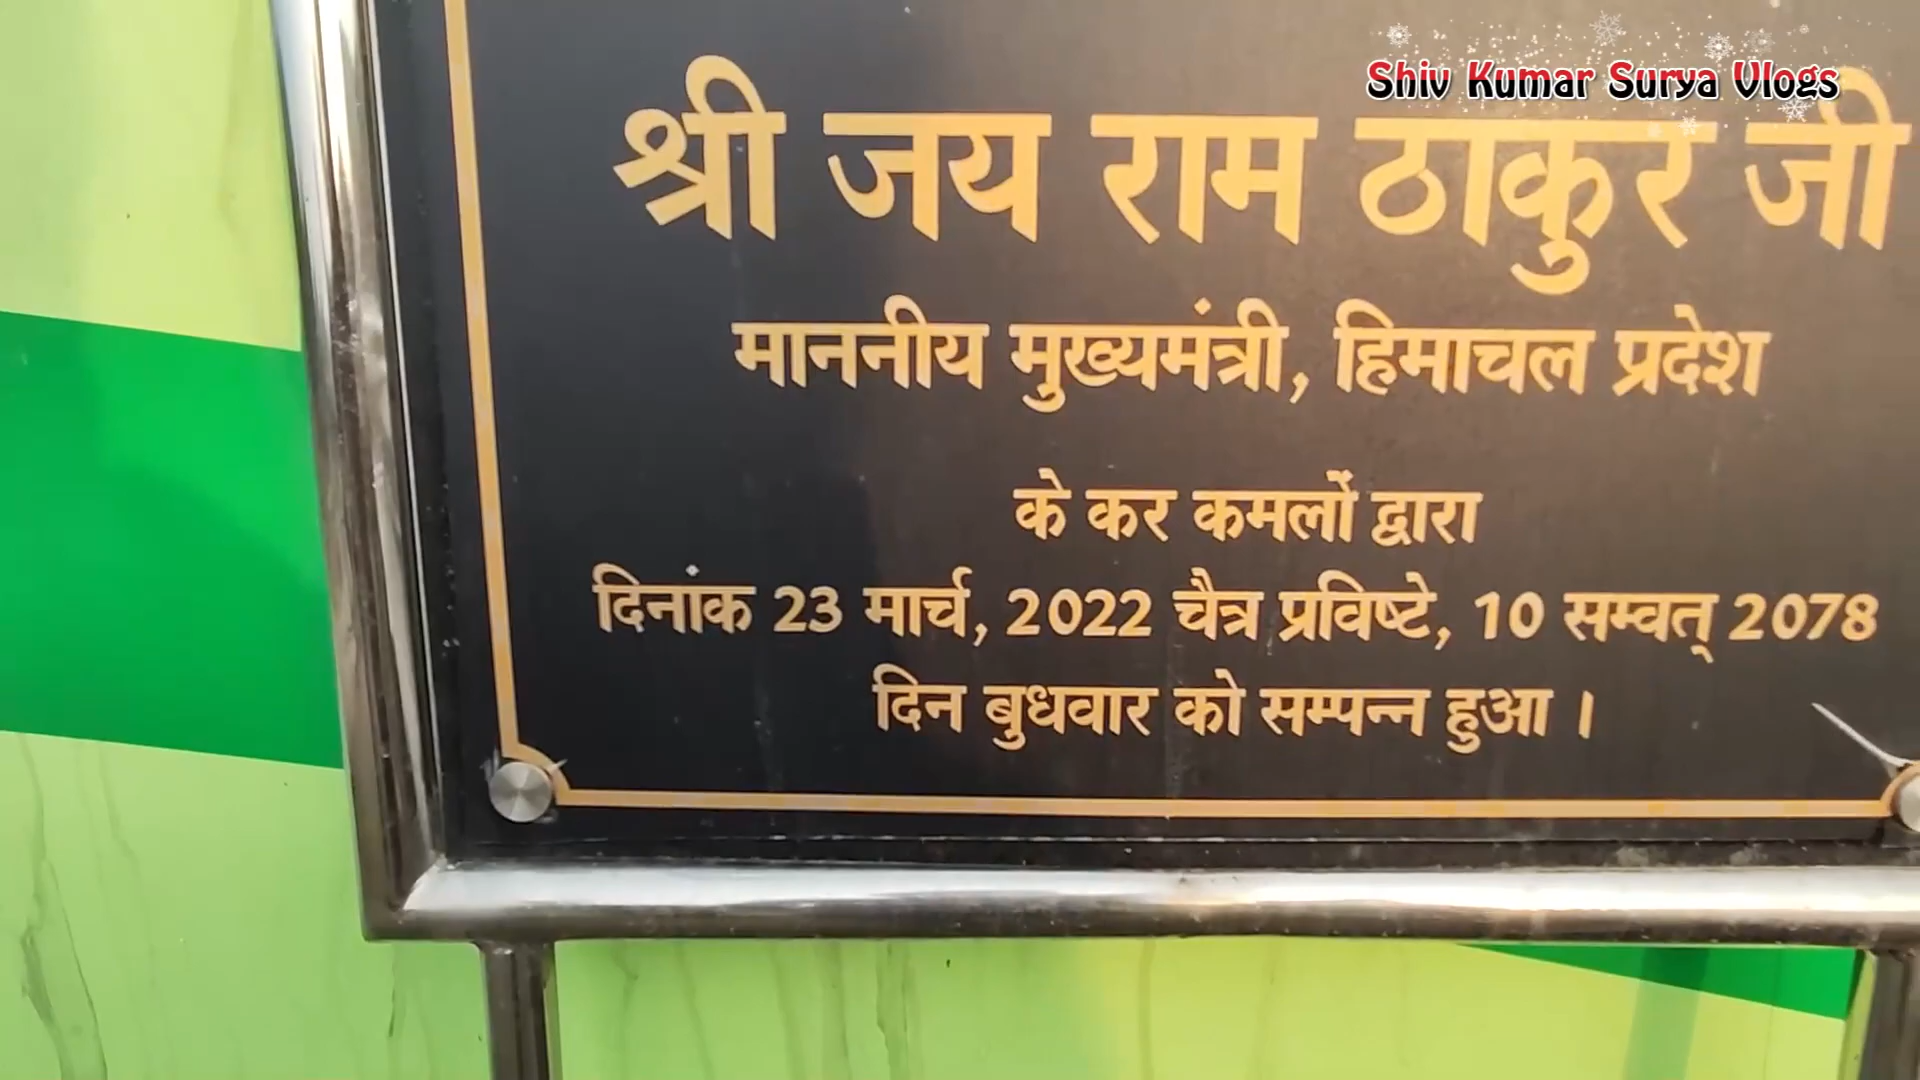 Shiv Kumar Surya Vlogs
श्री जय राम ठाकुर जी
माननीय मुख्यमंत्री, हिमाचल प्रदेश
के कर कमलों द्वारा
दिनांक 23 मार्च, 2022 चैत्र प्रविष्टे, 10 सम्वत् 2078
दिन बुधवार को सम्पन्न हुआ ।